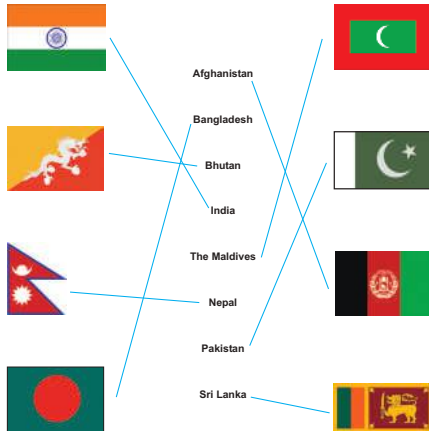 Afghanistan
Bangladesh
Bhutan
India
The Maldives
Nepal
Pakistan
Sri Lanka